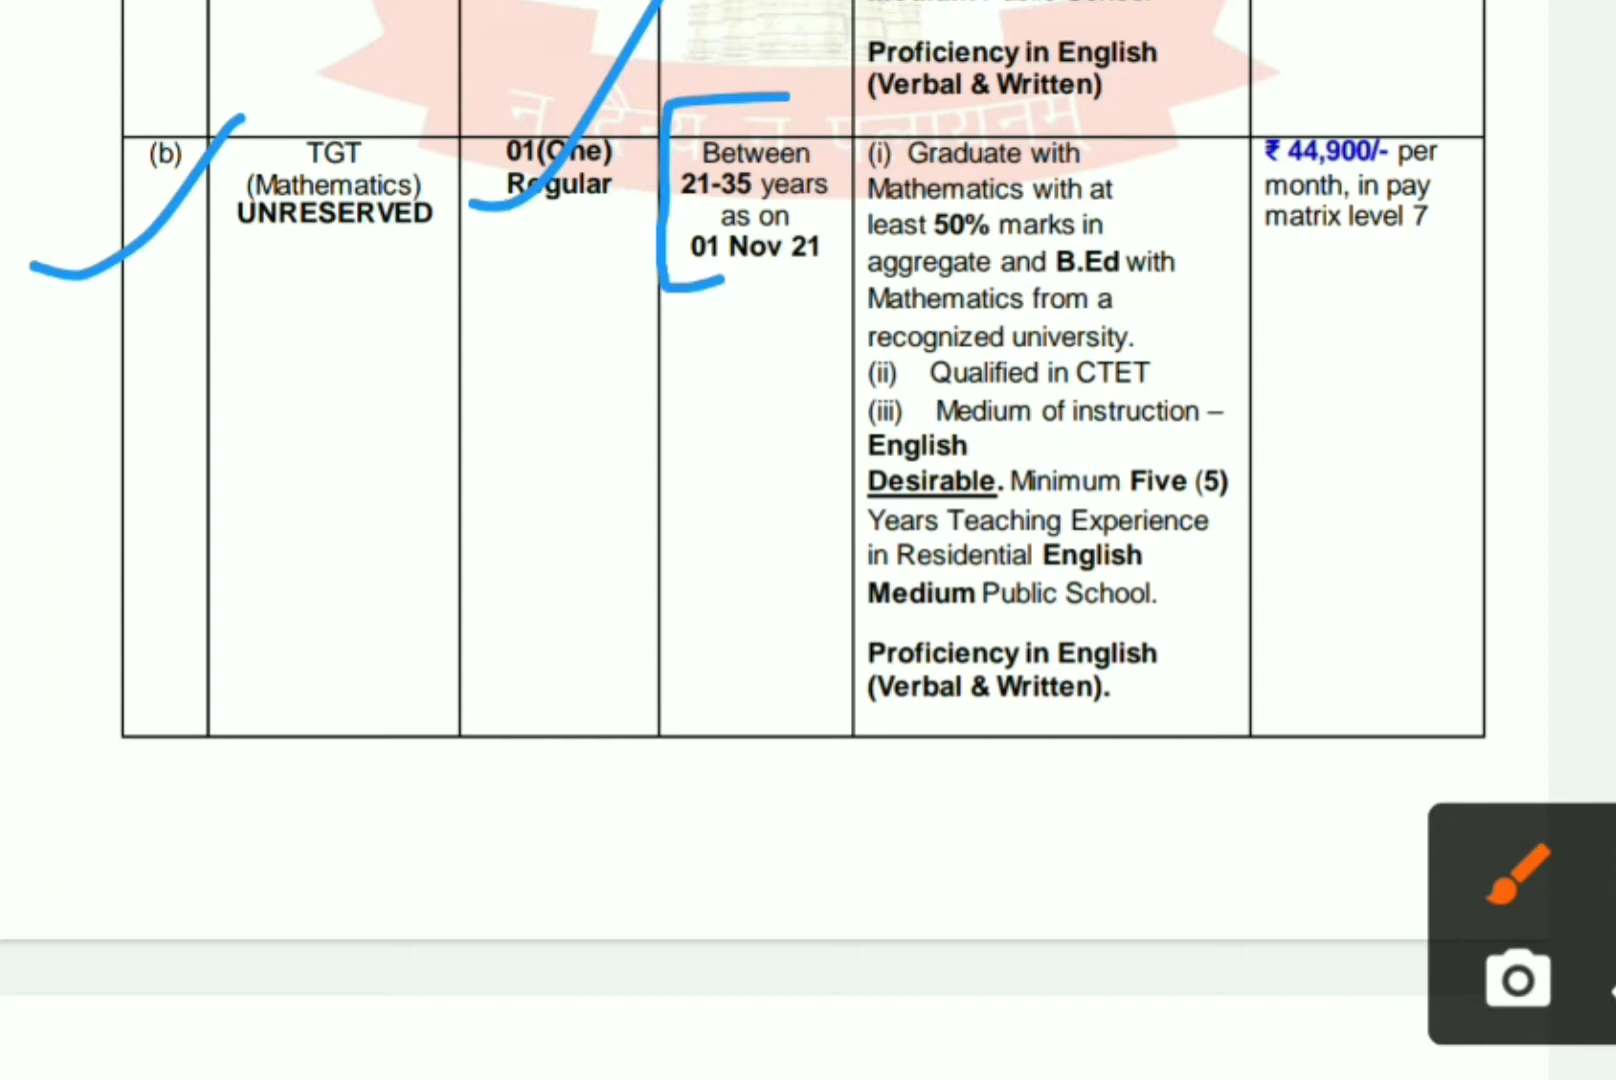 Proficiency in English
(Verbal & Written)
न दैन्यं न पलायनम्
(b)
TGT
(Mathematics)
UNRESERVED
01(One)
Regular
Between
21-35 years
as on
01 Nov 21
(i) Graduate with
Mathematics with at
least 50% marks in
aggregate and B.Ed with
Mathematics from a
recognized university.
(ii) Qualified in CTET
(iii) Medium of instruction –
English
Desirable. Minimum Five (5)
Years Teaching Experience
in Residential English
Medium Public School.
Proficiency in English
(Verbal & Written).
₹ 44,900/- per
month, in pay
matrix level 7